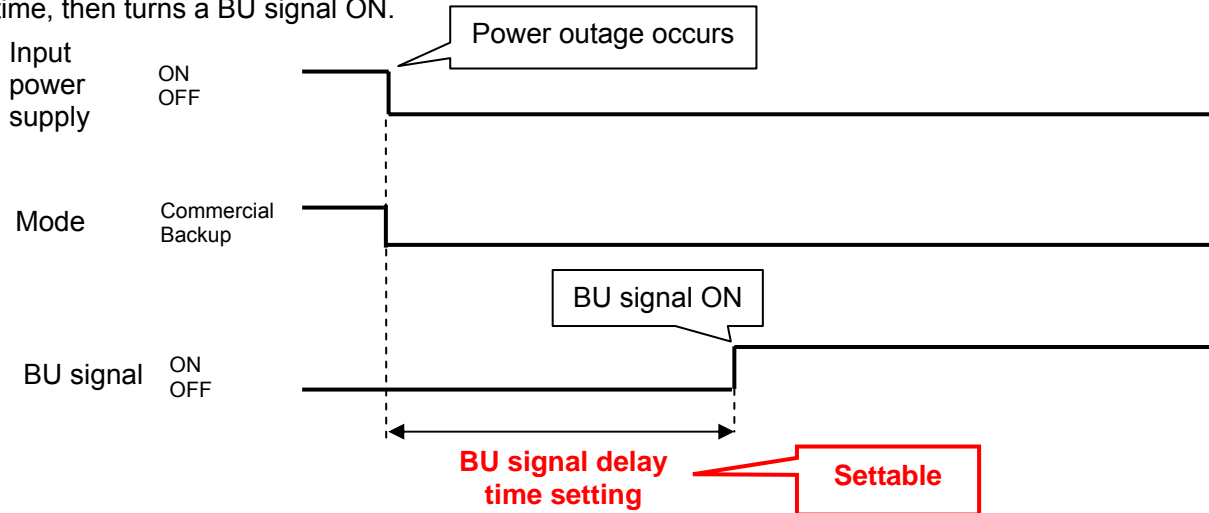 time, then turns a BU signal ON.
Power outage occurs
Input
power
supply
ON
OFF
Mode
Commercial
Backup
BU signal ON
BU signal
ON
OFF
BU signal delay
time setting
Settable